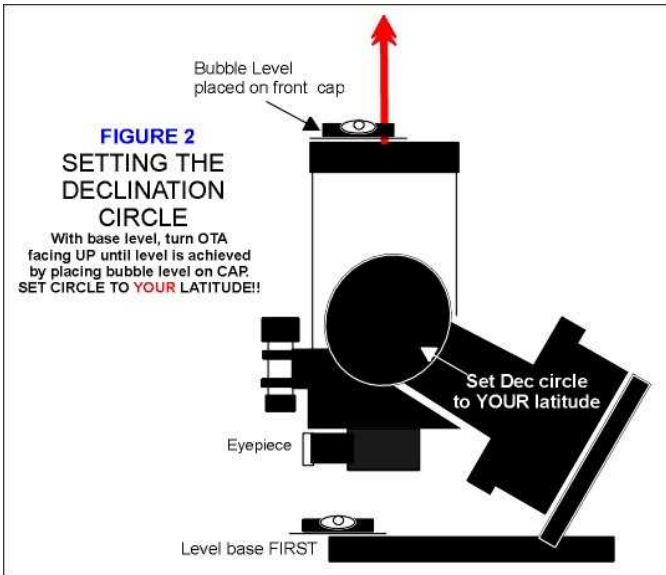 Bubble Level
placed on front cap
FIGURE 2
SETTING THE
DECLINATION
CIRCLE
With base level, turn OTA
facing UP until level is achieved
by placing bubble level on CAP.
SET CIRCLE TO YOUR LATITUDE!!
Set Dec circle
to YOUR latitude
Eyepiece
Level base FIRST